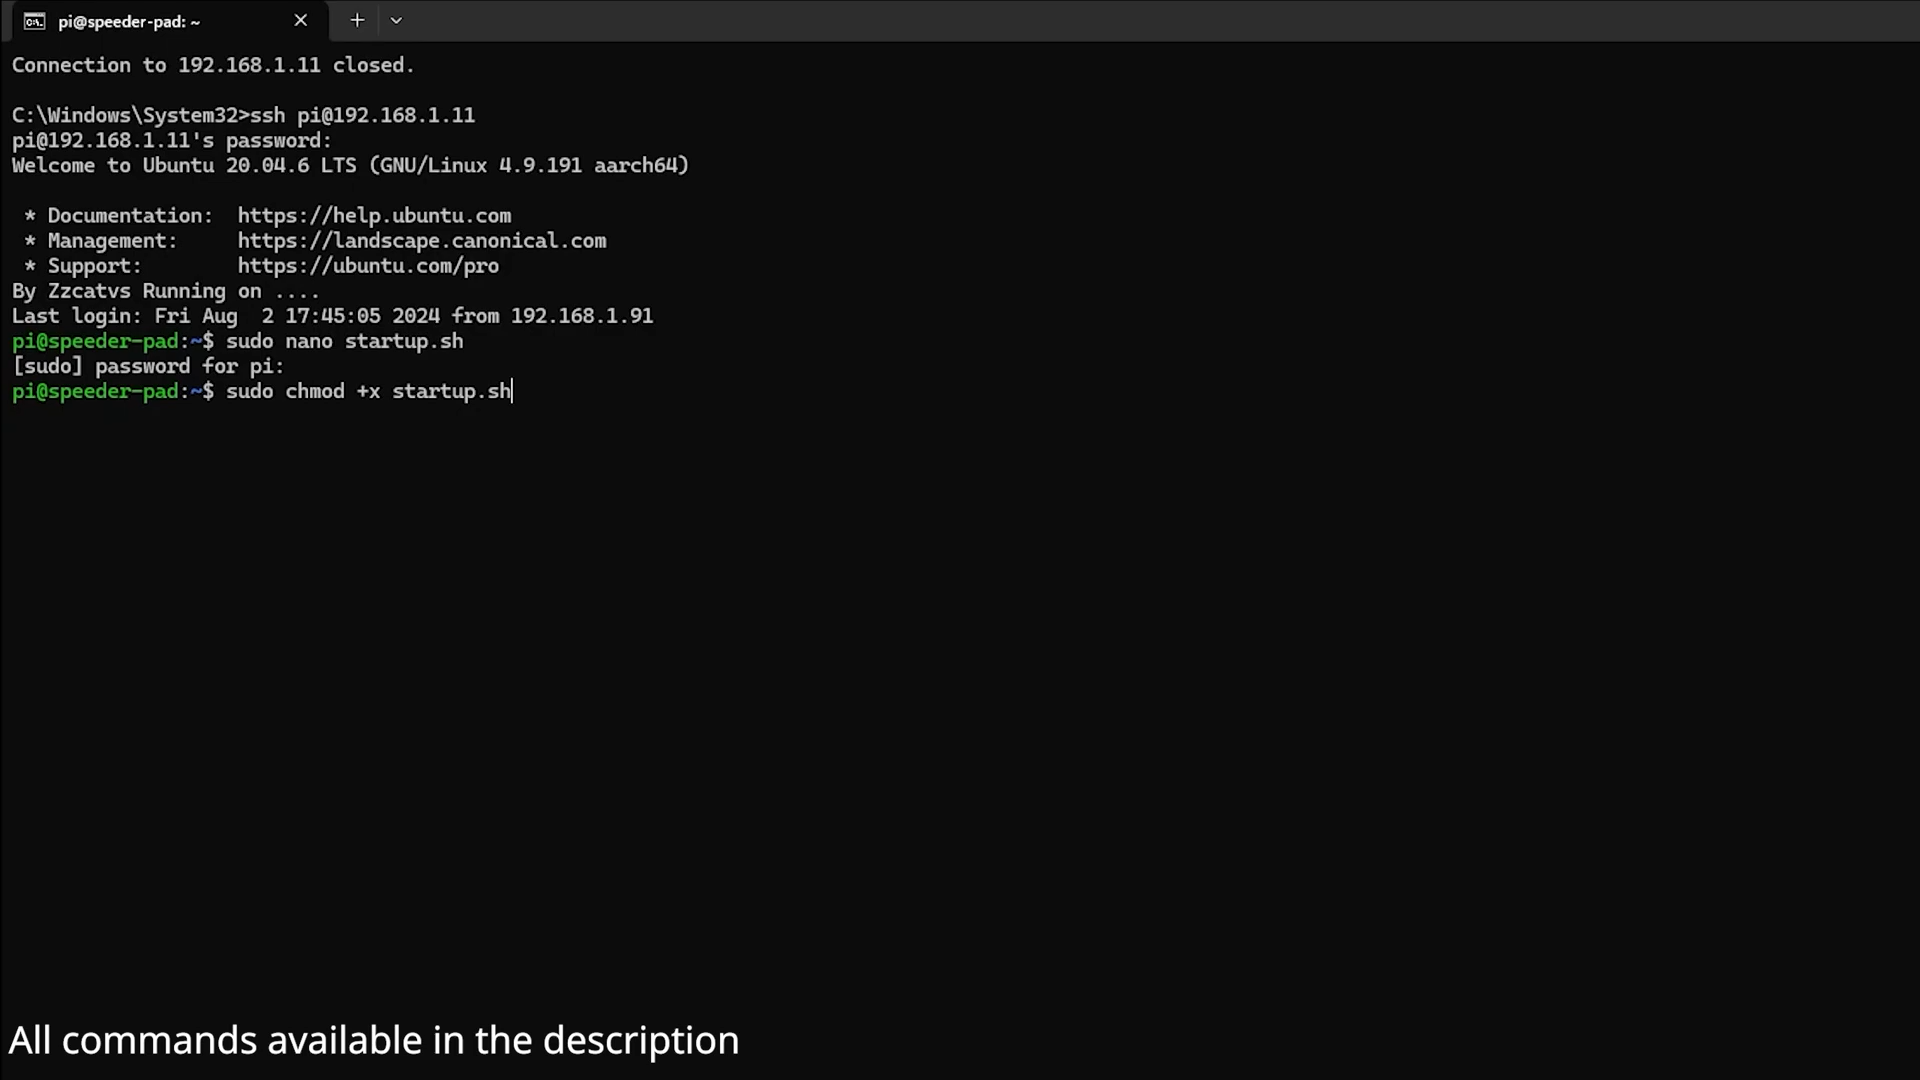 pi@speeder-pad: ~
Connection to 192.168.1.11 closed.
C:\Windows\System32>ssh pi@192.168.1.11
pi@192.168.1.11's password:
Welcome to Ubuntu 20.04.6 LTS (GNU/Linux 4.9.191 aarch64)
* Documentation:  https://help.ubuntu.com
* Management:     https://landscape.canonical.com
* Support:        https://ubuntu.com/pro
By Zzcatvs Running on ....
Last login: Fri Aug  2 17:45:05 2024 from 192.168.1.91
pi@speeder-pad:~$ sudo nano startup.sh
[sudo] password for pi:
pi@speeder-pad:~$ sudo chmod +x startup.sh
All commands available in the description